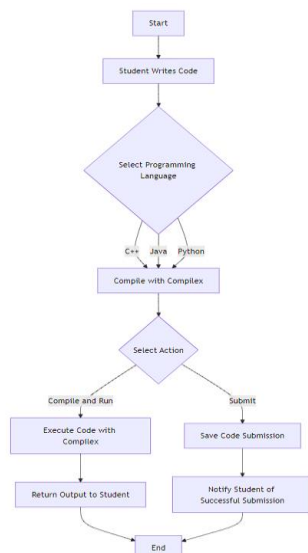 Start
Student Writes Code
Select Programming
Language
C++ Java Python
Compile with Compilex
Select Action
Compile and Run Submit
Execute Code with
Compilex
Save Code Submission
Return Output to Student
Notify Student of
Successful Submission
End